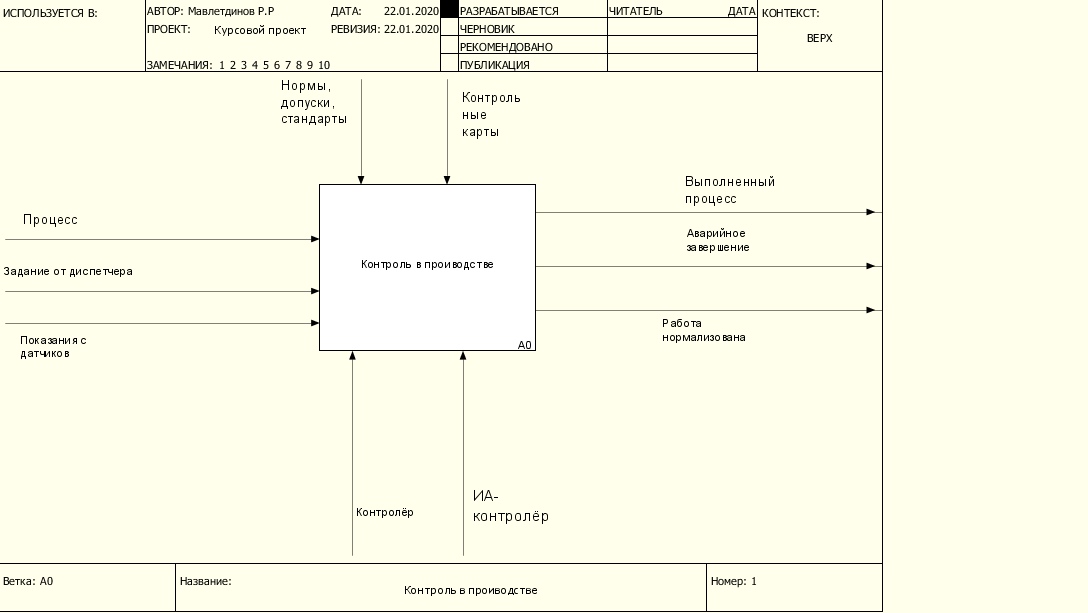 ИСПОЛЬЗУЕТСЯ В:
АВТОР: Мавлетдинов Р.Р
ДАТА: 22.01.2020
ПРОЕКТ: Курсовой проект
РЕВИЗИЯ: 22.01.2020
ЗАМЕЧАНИЯ: 1 2 3 4 5 6 7 8 9 10
РАЗРАБАТЫВАЕТСЯ
ЧЕРНОВИК
РЕКОМЕНДОВАНО
ПУБЛИКАЦИЯ
ЧИТАТЕЛЬ ДАТА
КОНТЕКСТ:
ВЕРХ
Нормы,
допуски,
стандарты
Контроль
ные
карты
Процесс
Задание от диспетчера
Показания с
датчиков
Контроль в проиводстве
A0
Выполненный
процесс
Аварийное
завершение
Работа
нормализована
Контролёр
ИА-
контролёр
Ветка: A0
Название:
Контроль в проиводстве
Номер: 1